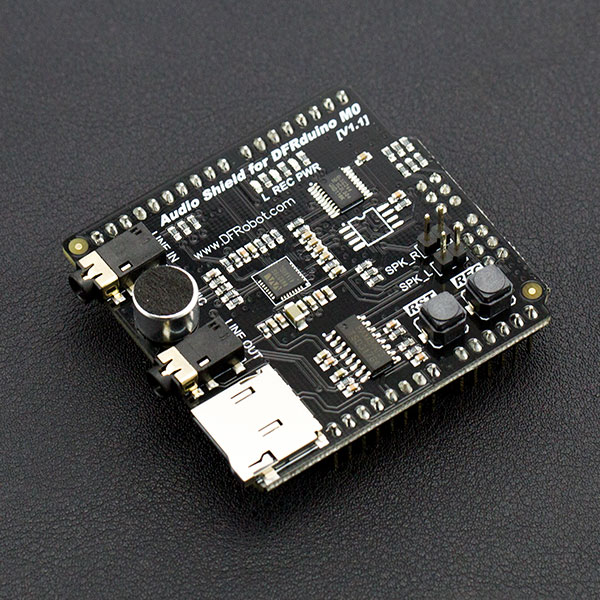 Audio Shield for DFRduino M0
[V1.1]
L REC PWR
www.DFRobot.com
LINE IN
SPK_R
SPK_L
RST
REC
LINE OUT